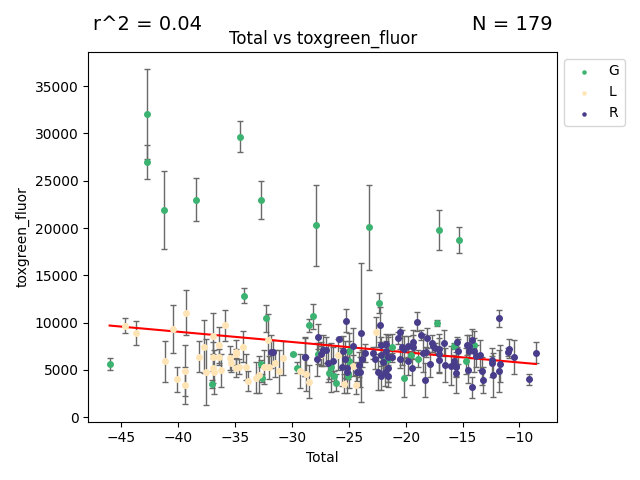 r^2 = 0.04
N = 179
Total vs toxgreen_fluor
G
L
R
toxgreen_fluor
35000
30000
25000
20000
15000
10000
5000
0
−45
−40
−35
−30
−25
−20
−15
−10
Total